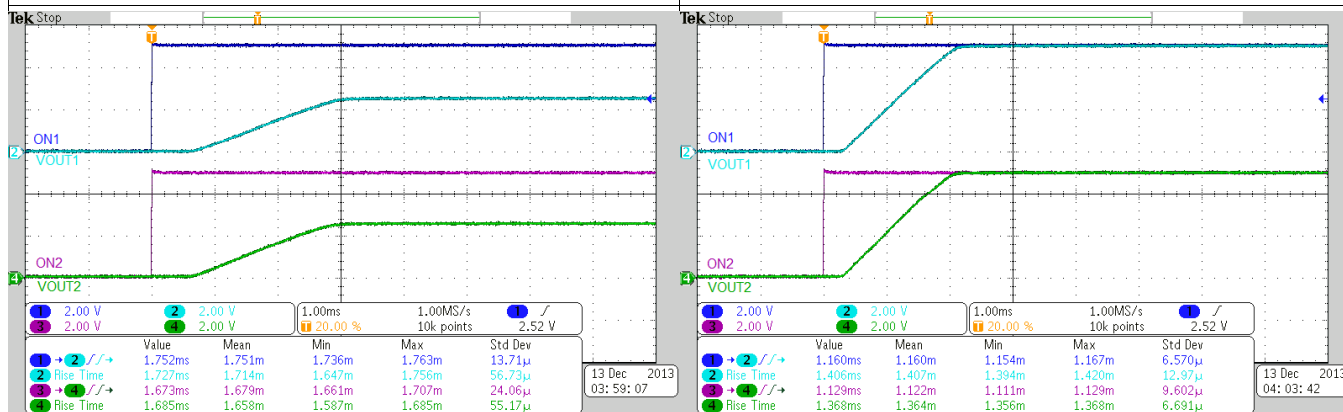 Tek Stop
T
T
ON1
2
VOUT1
ON2
4
VOUT2
1 2.00 V 2 2.00 V
3 2.00 V 4 2.00 V
1.00ms 1.00MS/s 1
T 20.00 % 10k points 2.52 V
Value Mean Min Max Std Dev
1 → 2 1.752ms 1.751m 1.736m 1.763m 13.71µ
2 Rise Time 1.727ms 1.714m 1.647m 1.756m 56.73µ
3 → 4 1.673ms 1.679m 1.661m 1.707m 24.06µ
4 Rise Time 1.685ms 1.658m 1.587m 1.685m 55.17µ
13 Dec 2013
03:59:07
Tek Stop
T
T
ON1
2
VOUT1
ON2
4
VOUT2
1 2.00 V 2 2.00 V
3 2.00 V 4 2.00 V
1.00ms 1.00MS/s 1
T 20.00 % 10k points 2.52 V
Value Mean Min Max Std Dev
1 → 2 1.160ms 1.160m 1.154m 1.167m 6.570µ
2 Rise Time 1.406ms 1.407m 1.394m 1.420m 12.97µ
3 → 4 1.129ms 1.122m 1.111m 1.129m 9.602µ
4 Rise Time 1.368ms 1.364m 1.356m 1.368m 6.691µ
13 Dec 2013
04:03:42